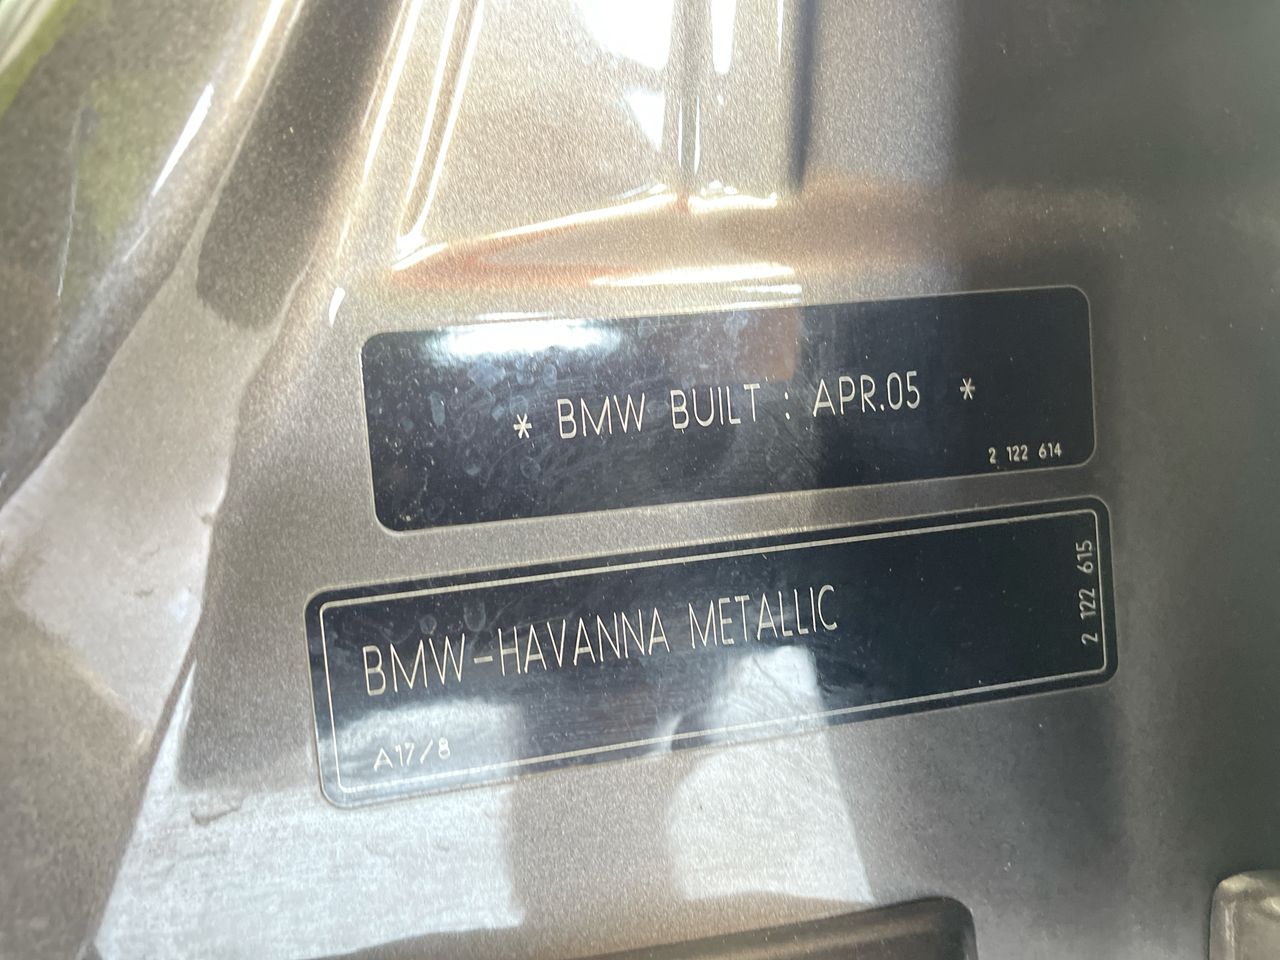 * BMW BUILT : APR.05 *
2 122 614
BMW-HAVANNA METALLIC
A17/8
2 122 615